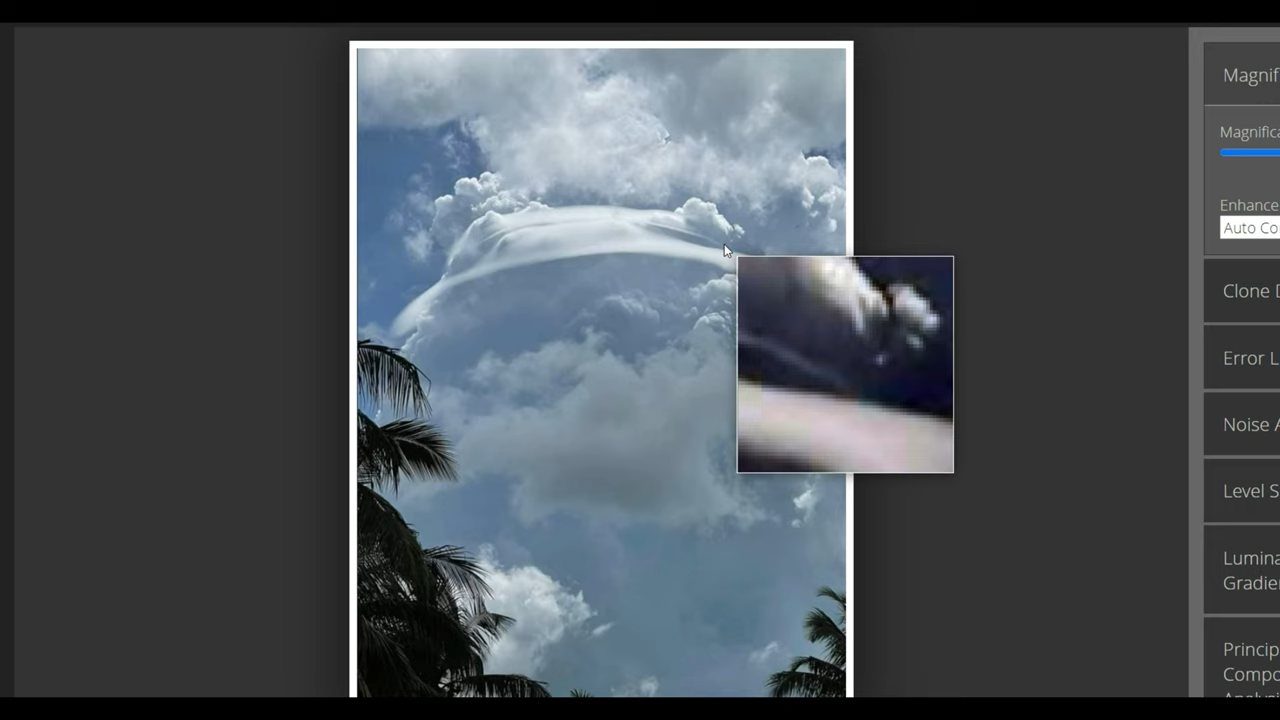 Magnif
Magnifica
Enhance
Auto Co
Clone D
Error L
Noise A
Level S
Lumina
Gradie
Princip
Compo